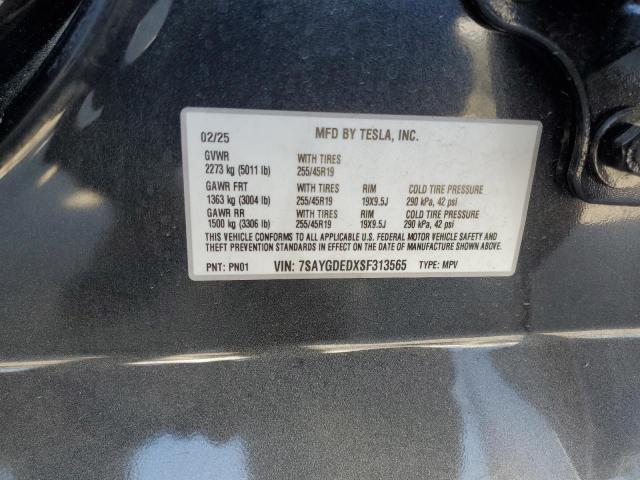 02/25 MFD BY TESLA, INC.
GVWR WITH TIRES
2273 kg (5011 lb) 255/45R19
GAWR FRT WITH TIRES RIM COLD TIRE PRESSURE
1363 kg (3004 lb) 255/45R19 19X9.5J 290 kPa, 42 psi
GAWR RR WITH TIRES RIM COLD TIRE PRESSURE
1500 kg (3306 lb) 255/45R19 19X9.5J 290 kPa, 42 psi
THIS VEHICLE CONFORMS TO ALL APPLICABLE U.S. FEDERAL MOTOR VEHICLE SAFETY AND
THEFT PREVENTION STANDARDS IN EFFECT ON THE DATE OF MANUFACTURE SHOWN ABOVE.
PNT: PN01 VIN: 7SAYGDEDXSF313565 TYPE: MPV